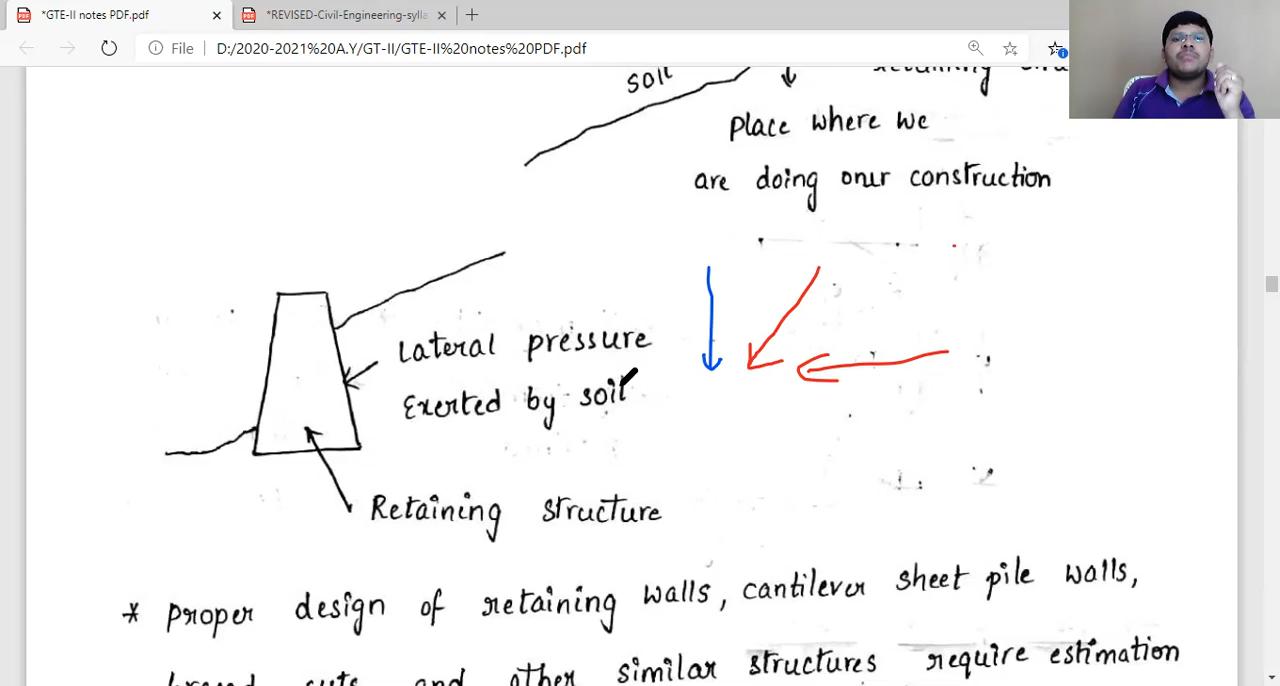 *GTE-II notes PDF.pdf
*REVISED-Civil-Engineering-sylla
File
D:/2020-2021%20A.Y/GT-II/GTE-II%20notes%20PDF.pdf
soil
Place where we
are doing our construction
Lateral pressure
Exerted by soil
Retaining structure
* Proper design of retaining walls, cantilever sheet pile walls,
cuts and other similar structures require estimation